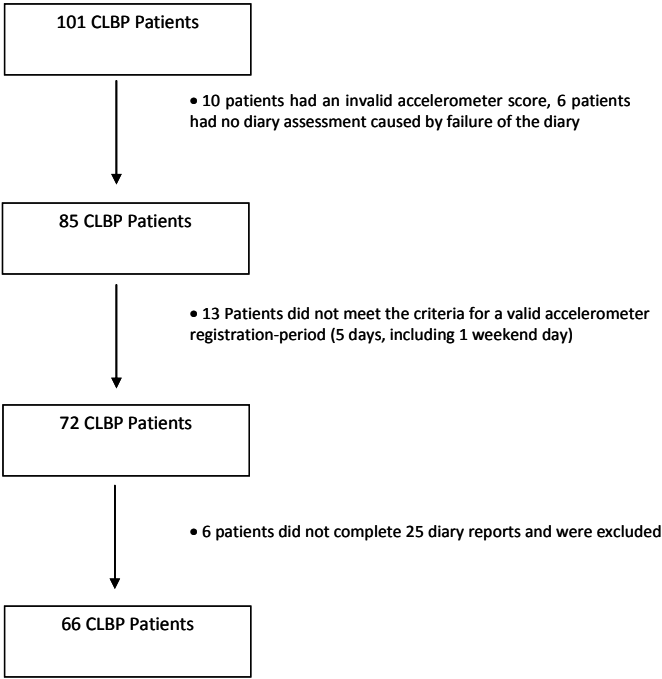 101 CLBP Patients
• 10 patients had an invalid accelerometer score, 6 patients
had no diary assessment caused by failure of the diary
85 CLBP Patients
• 13 Patients did not meet the criteria for a valid accelerometer
registration-period (5 days, including 1 weekend day)
72 CLBP Patients
• 6 patients did not complete 25 diary reports and were excluded
66 CLBP Patients